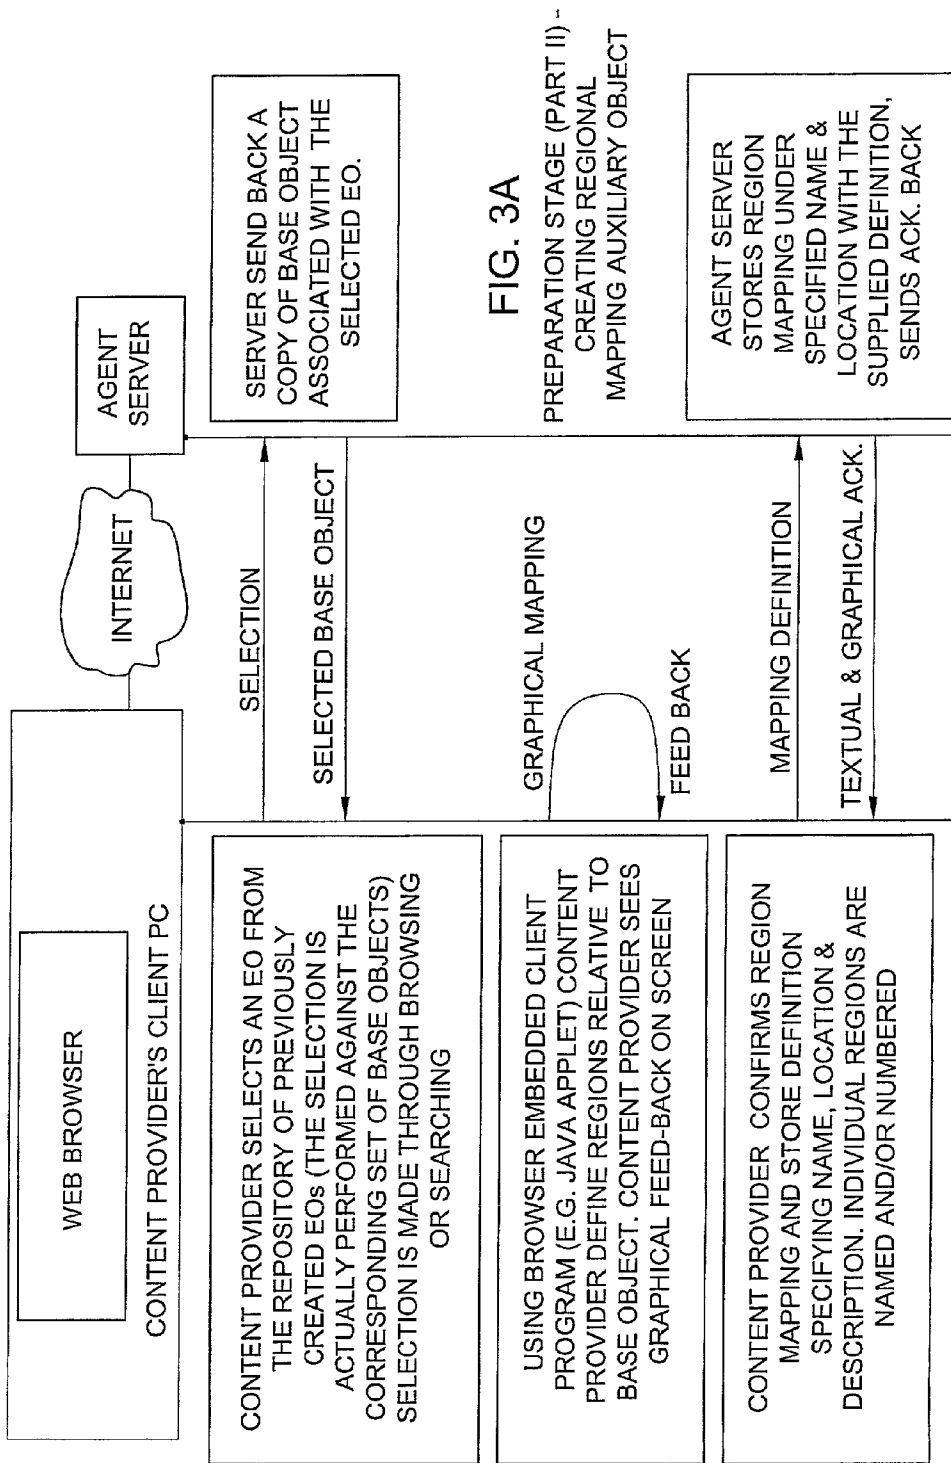 WEB BROWSER
CONTENT PROVIDER'S CLIENT PC
INTERNET
AGENT
SERVER
CONTENT PROVIDER SELECTS AN EO FROM
THE REPOSITORY OF PREVIOUSLY
CREATED EOs (THE SELECTION IS
ACTUALLY PERFORMED AGAINST THE
CORRESPONDING SET OF BASE OBJECTS)
SELECTION IS MADE THROUGH BROWSING
OR SEARCHING
SELECTION
SELECTED BASE OBJECT
SERVER SEND BACK A
COPY OF BASE OBJECT
ASSOCIATED WITH THE
SELECTED EO.
USING BROWSER EMBEDDED CLIENT
PROGRAM (E.G. JAVA APPLET) CONTENT
PROVIDER DEFINE REGIONS RELATIVE TO
BASE OBJECT. CONTENT PROVIDER SEES
GRAPHICAL FEED-BACK ON SCREEN
GRAPHICAL MAPPING
FEED BACK
FIG. 3A
PREPARATION STAGE (PART II) -
CREATING REGIONAL
MAPPING AUXILIARY OBJECT
CONTENT PROVIDER CONFIRMS REGION
MAPPING AND STORE DEFINITION
SPECIFYING NAME, LOCATION &
DESCRIPTION. INDIVIDUAL REGIONS ARE
NAMED AND/OR NUMBERED
MAPPING DEFINITION
TEXTUAL & GRAPHICAL ACK.
AGENT SERVER
STORES REGION
MAPPING UNDER
SPECIFIED NAME &
LOCATION WITH THE
SUPPLIED DEFINITION,
SENDS ACK. BACK